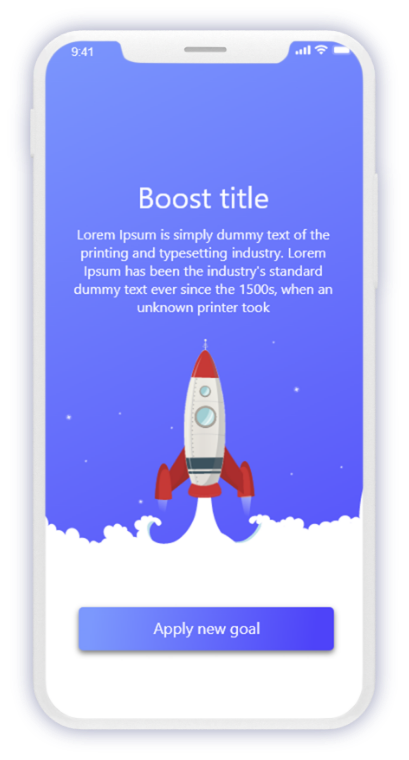 9:41
Boost title
Lorem Ipsum is simply dummy text of the
printing and typesetting industry. Lorem
Ipsum has been the industry's standard
dummy text ever since the 1500s, when an
unknown printer took
Apply new goal